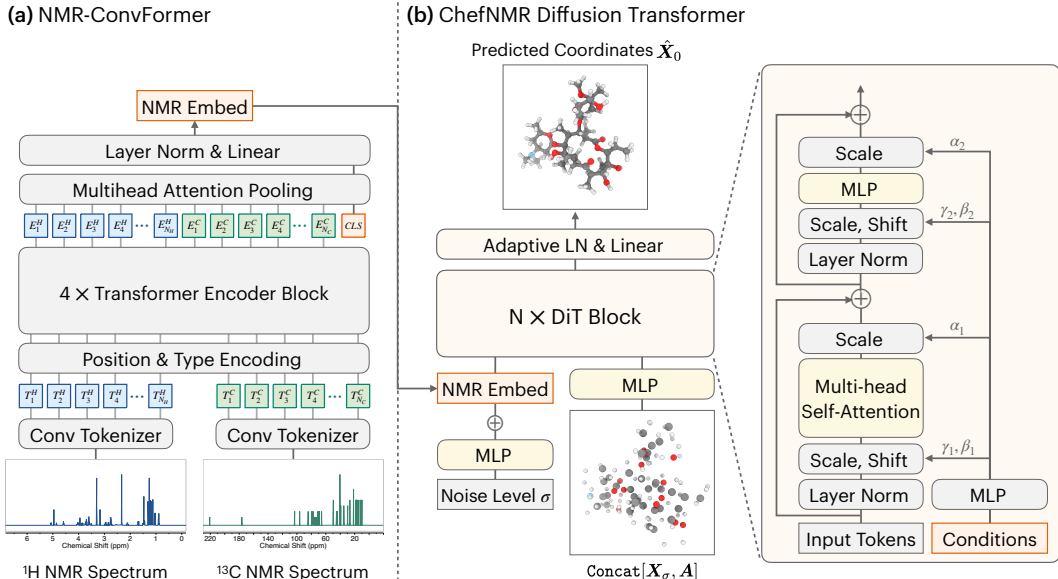 (a) NMR-ConvFormer
NMR Embed
Layer Norm & Linear
Multihead Attention Pooling
E₁ᴴ E₂ᴴ E₃ᴴ E₄ᴴ ··· E_{N_H}ᴴ E₁ᶜ E₂ᶜ E₃ᶜ E₄ᶜ ··· E_{N_C}ᶜ CLS
4 × Transformer Encoder Block
Position & Type Encoding
T₁ᴴ T₂ᴴ T₃ᴴ T₄ᴴ ··· T_{N_H}ᴴ T₁ᶜ T₂ᶜ T₃ᶜ T₄ᶜ ··· T_{N_C}ᶜ
Conv Tokenizer Conv Tokenizer
6 5 4 3 2 1 0
Chemical Shift (ppm)
¹H NMR Spectrum
220 180 140 100 60 20
Chemical Shift (ppm)
¹³C NMR Spectrum
(b) ChefNMR Diffusion Transformer
Predicted Coordinates X̂₀
Adaptive LN & Linear
N × DiT Block
NMR Embed
MLP
Noise Level σ
MLP
Concat[X_σ, A]
Scale
α₂
MLP
Scale, Shift
γ₂, β₂
Layer Norm
Scale
α₁
Multi-head
Self-Attention
Scale, Shift
γ₁, β₁
Layer Norm
MLP
Input Tokens
Conditions